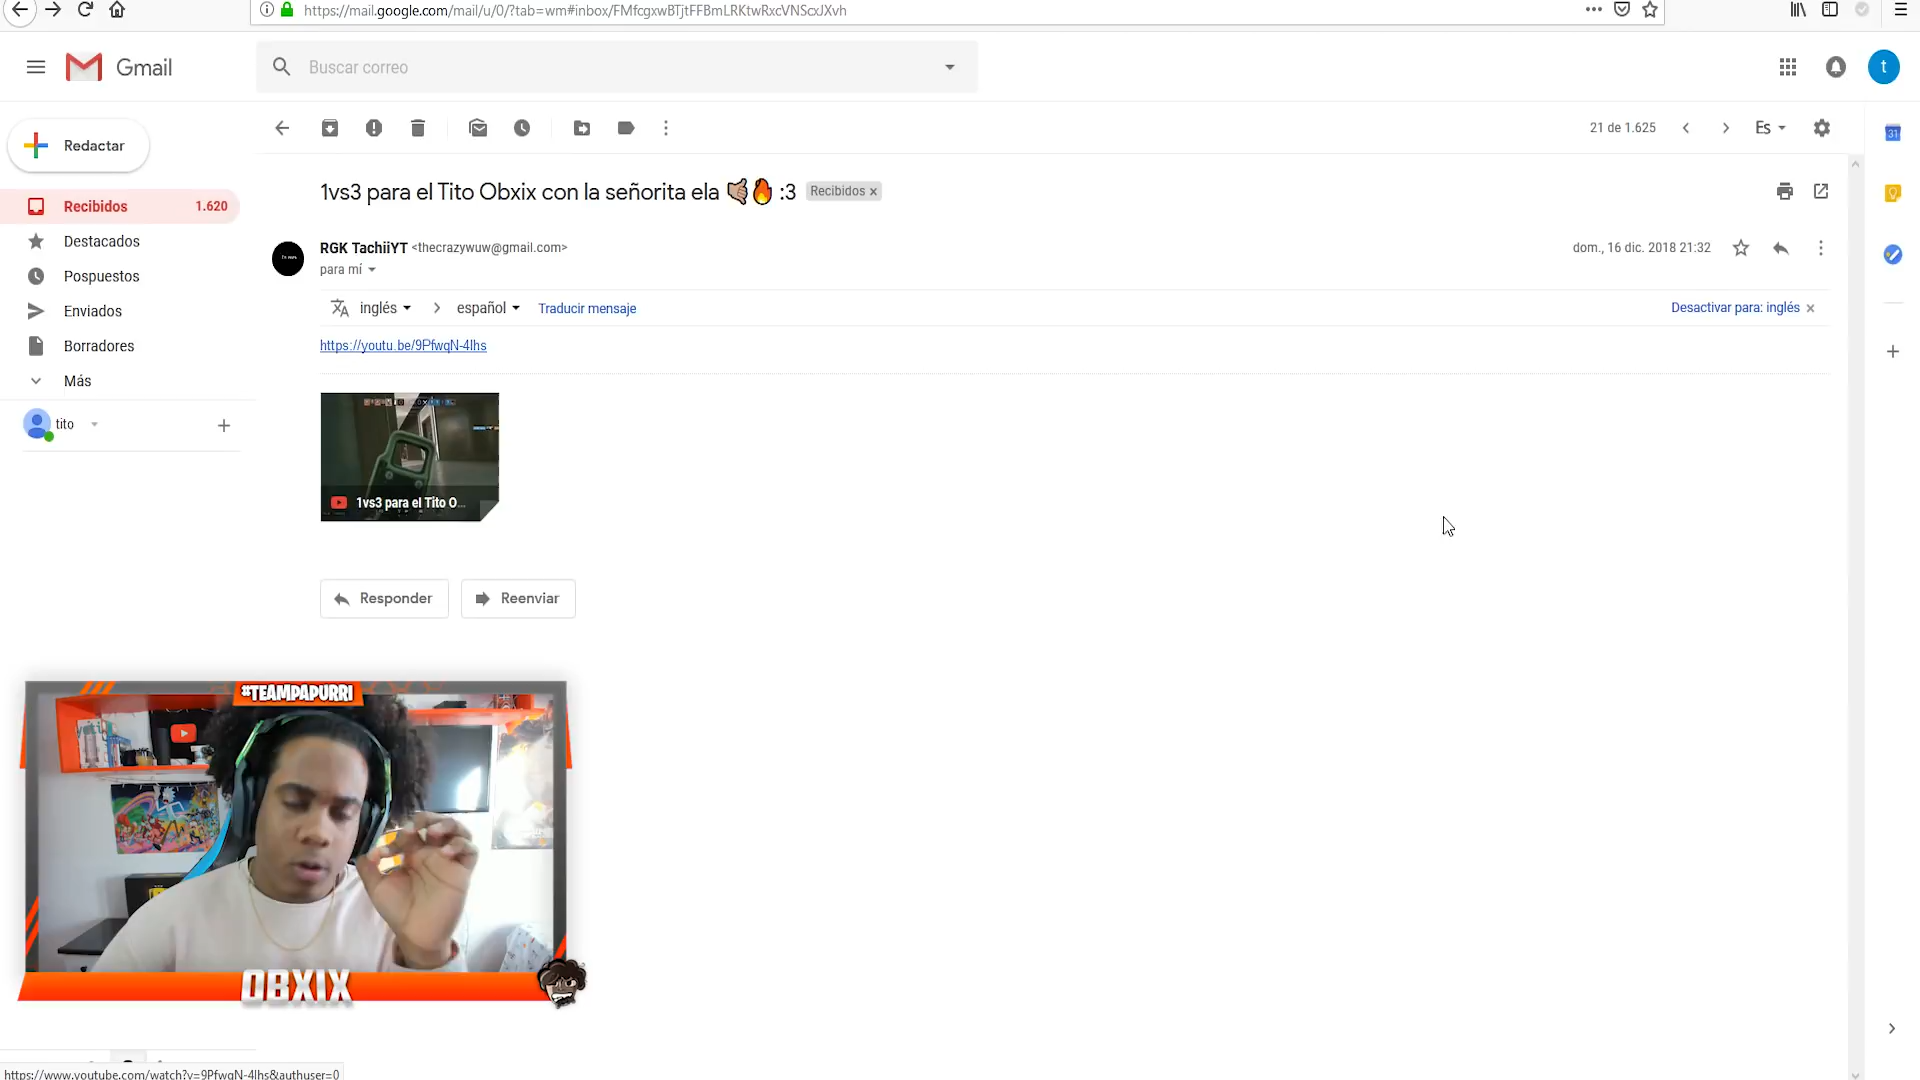 https://mail.google.com/mail/u/0/?tab=wm#inbox/FMfcgxwBTjtFFBmLRKtwRxcVNScxJXvh
Gmail
Buscar correo
t
Redactar
21 de 1.625
Es
31
Recibidos 1.620
Destacados
Pospuestos
Enviados
Borradores
Más
tito
1vs3 para el Tito Obxix con la señorita ela 🤙🔥 :3 Recibidos x
RGK TachiiYT <thecrazywuw@gmail.com>
dom., 16 dic. 2018 21:32
para mí
inglés > español Traducir mensaje
Desactivar para: inglés x
https://youtu.be/9PfwqN-4lhs
1vs3 para el Tito O...
Responder
Reenviar
#TEAMPAPURRI
OBXIX
https://www.youtube.com/watch?v=9PfwqN-4lhs&authuser=0